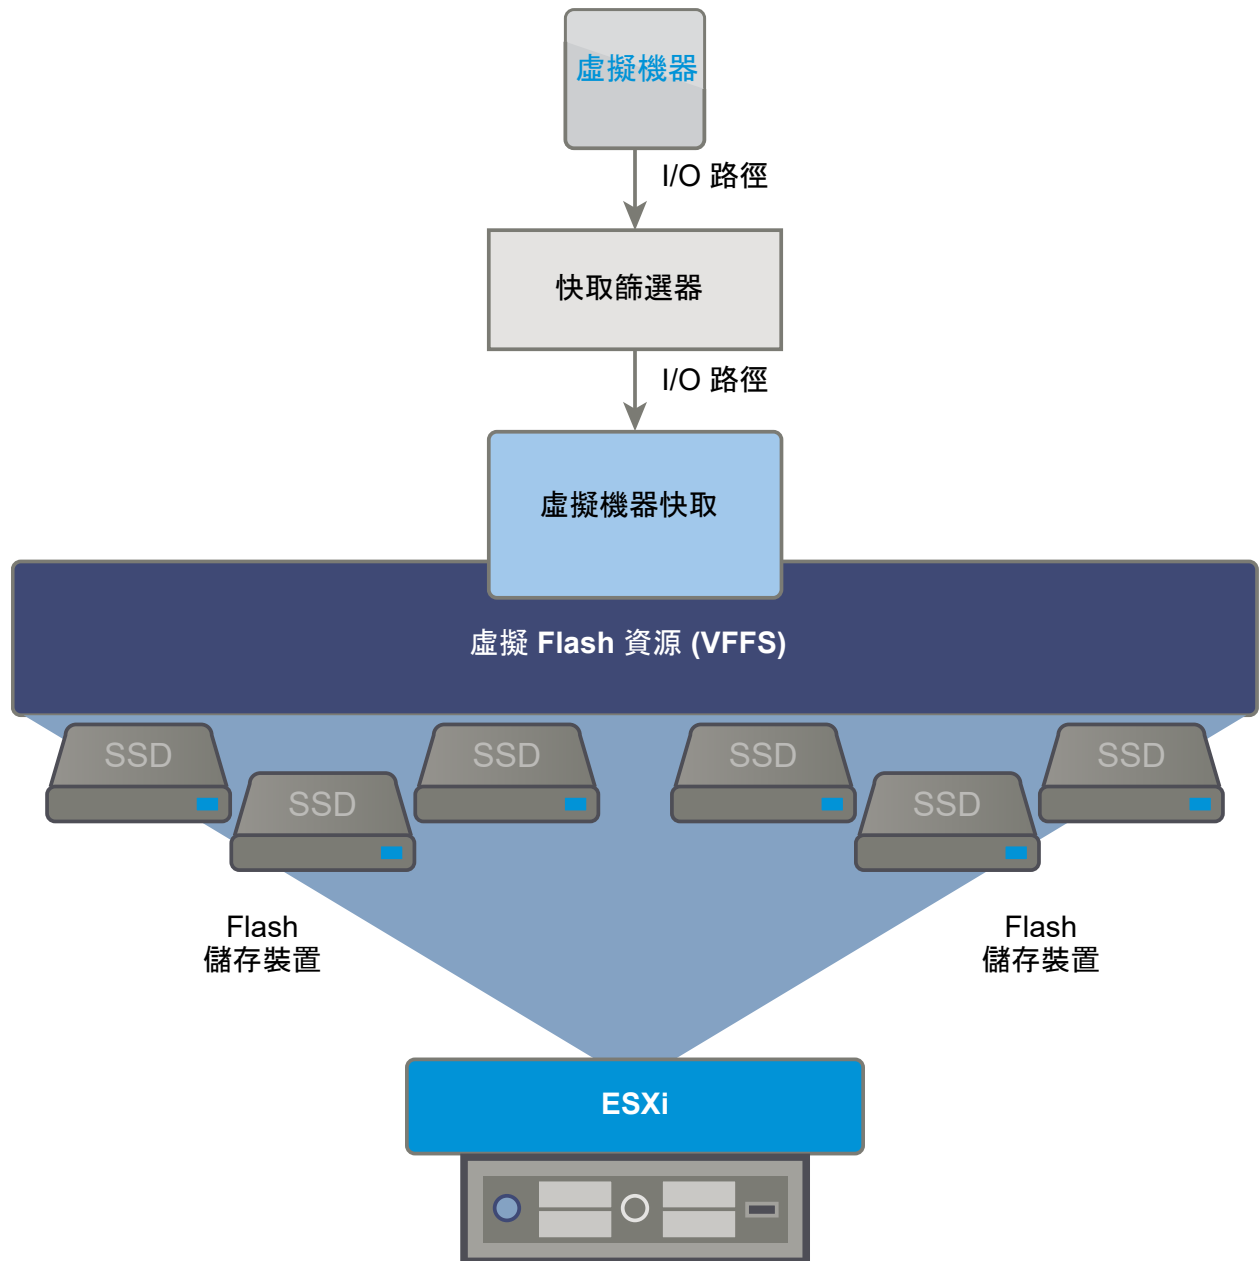 虛擬機器
I/O 路徑
快取篩選器
I/O 路徑
虛擬機器快取
虛擬 Flash 資源 (VFFS)
SSD
SSD
SSD
SSD
SSD
SSD
Flash
儲存裝置
Flash
儲存裝置
ESXi